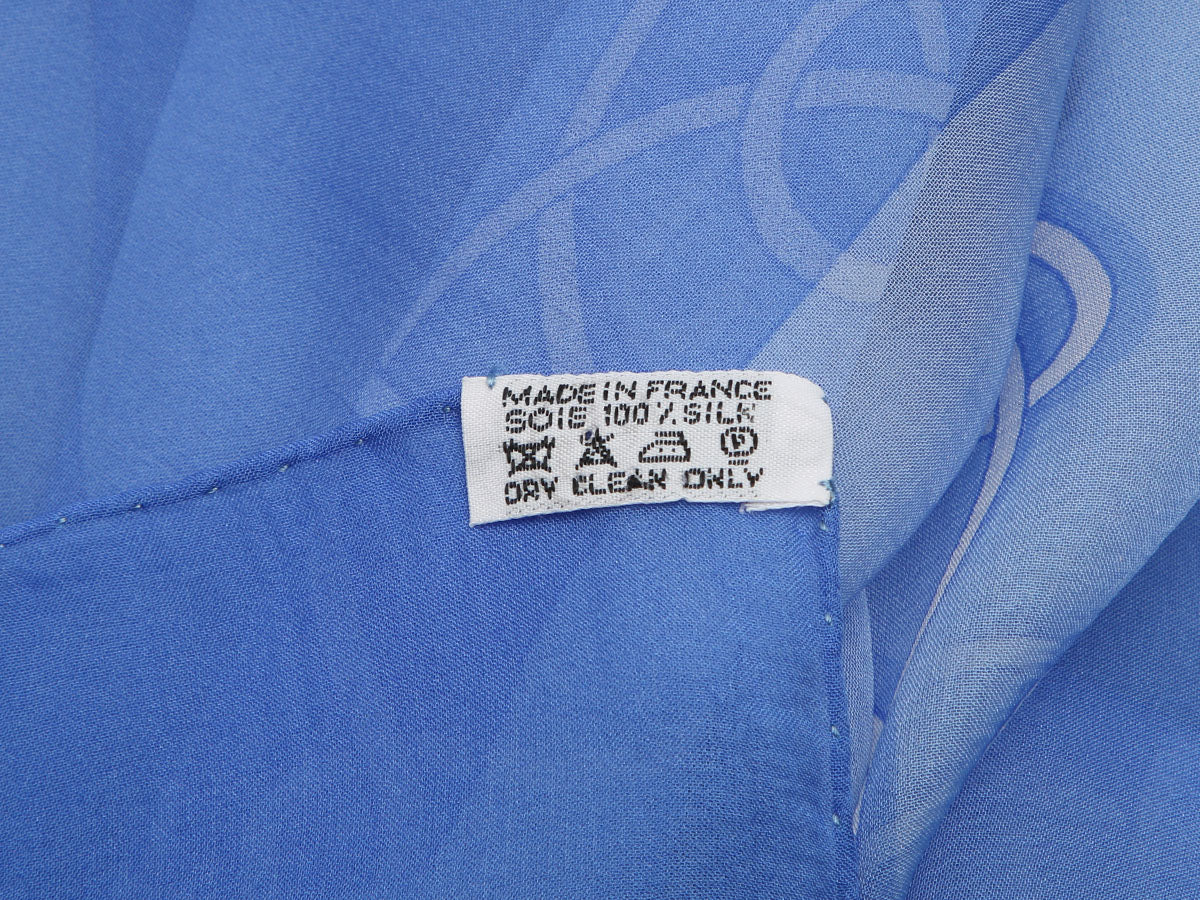 MADE IN FRANCE
SOIE 100% SILK
P
DRY CLEAN ONLY